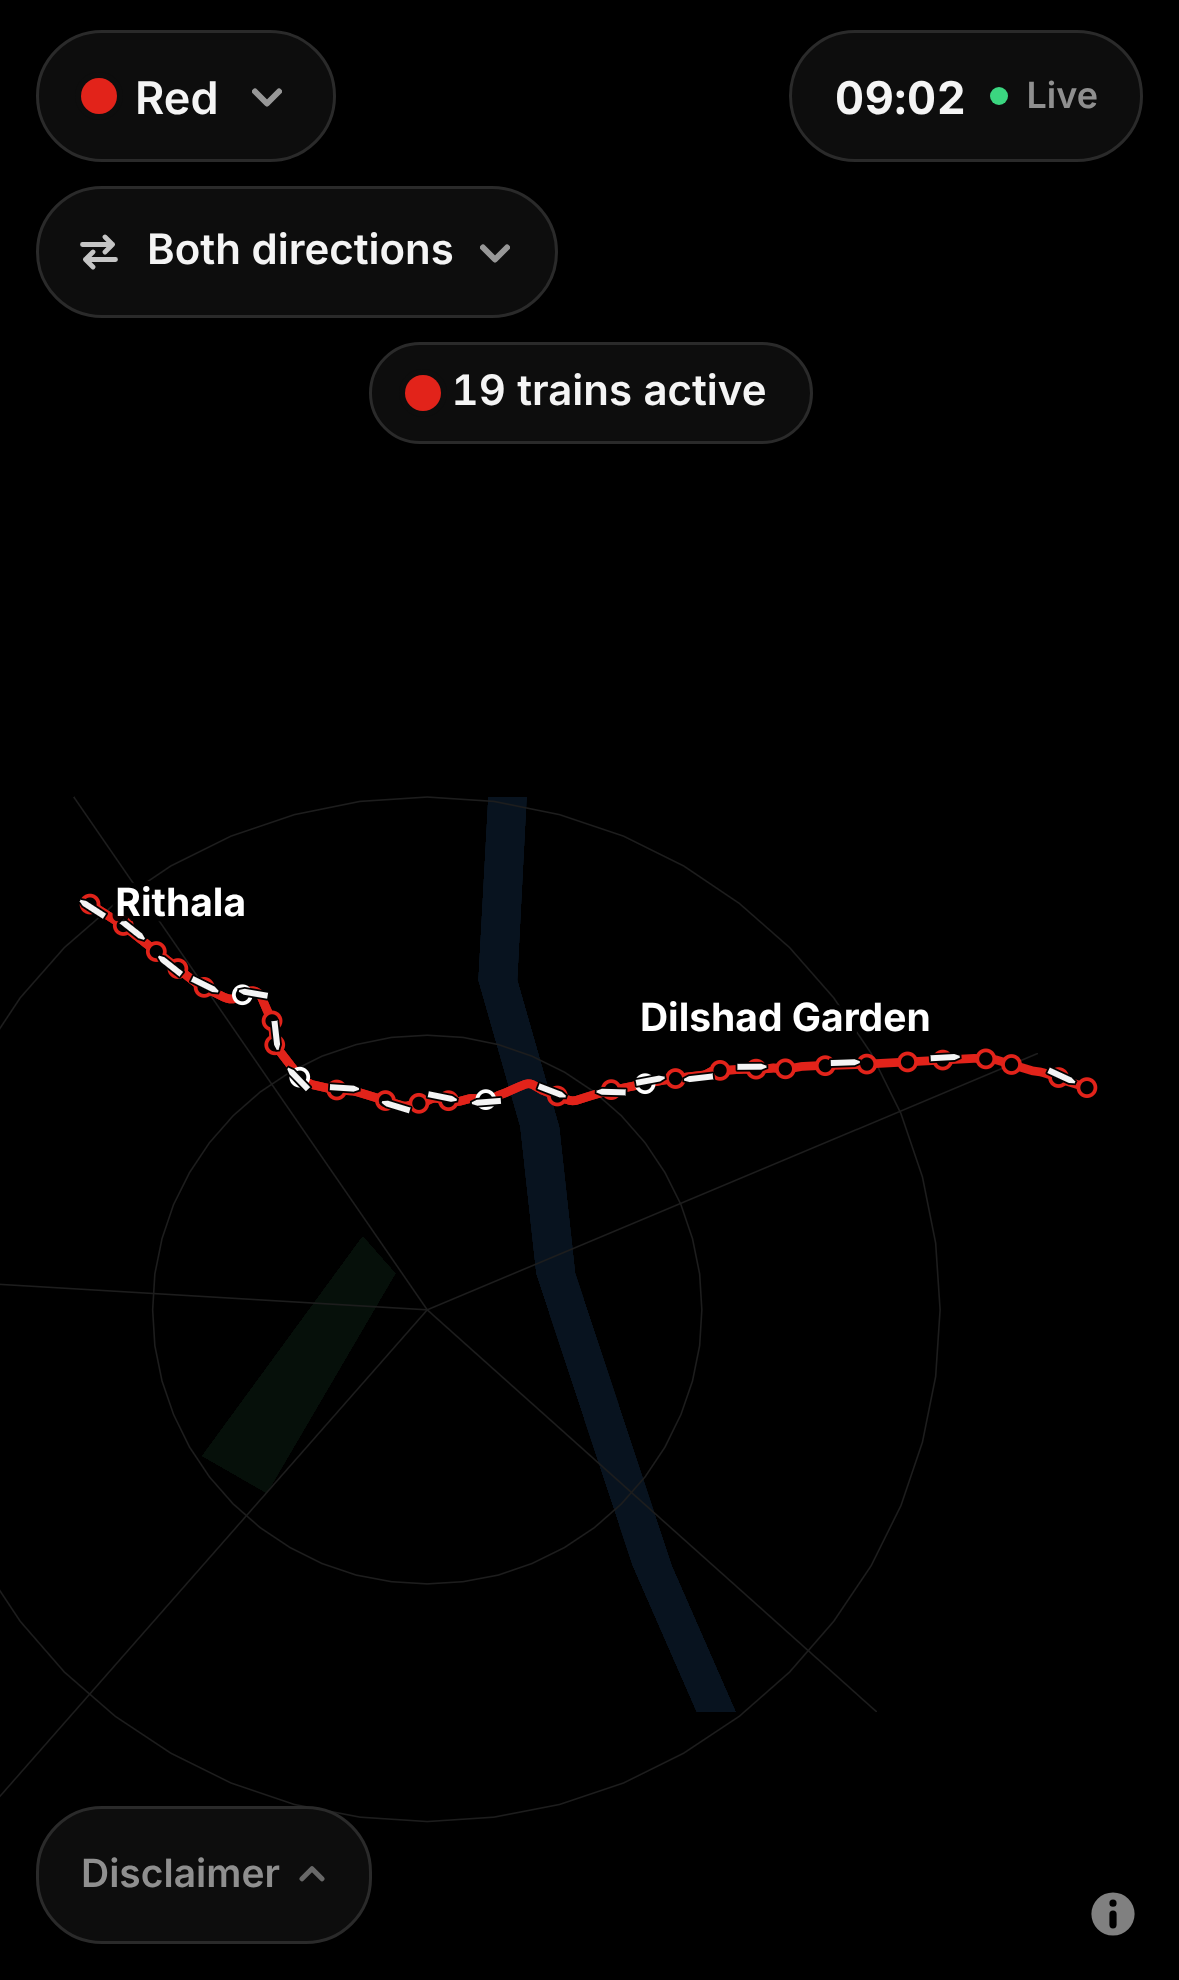 Red
09:02 Live
Both directions
19 trains active
Rithala
Dilshad Garden
Disclaimer